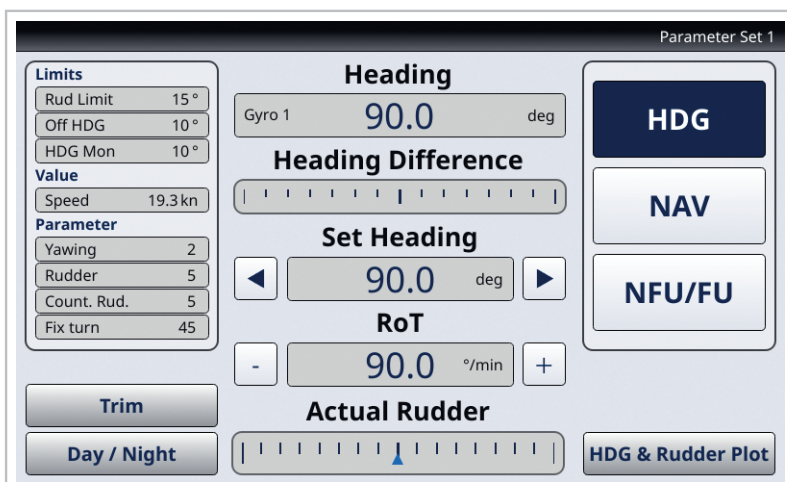 Parameter Set 1
Limits
Rud Limit 15°
Off HDG 10°
HDG Mon 10°
Value
Speed 19.3 kn
Parameter
Yawing 2
Rudder 5
Count. Rud. 5
Fix turn 45
Trim
Day / Night
Heading
Gyro 1 90.0 deg
Heading Difference
Set Heading
90.0 deg
RoT
- 90.0 °/min +
Actual Rudder
HDG
NAV
NFU/FU
HDG & Rudder Plot